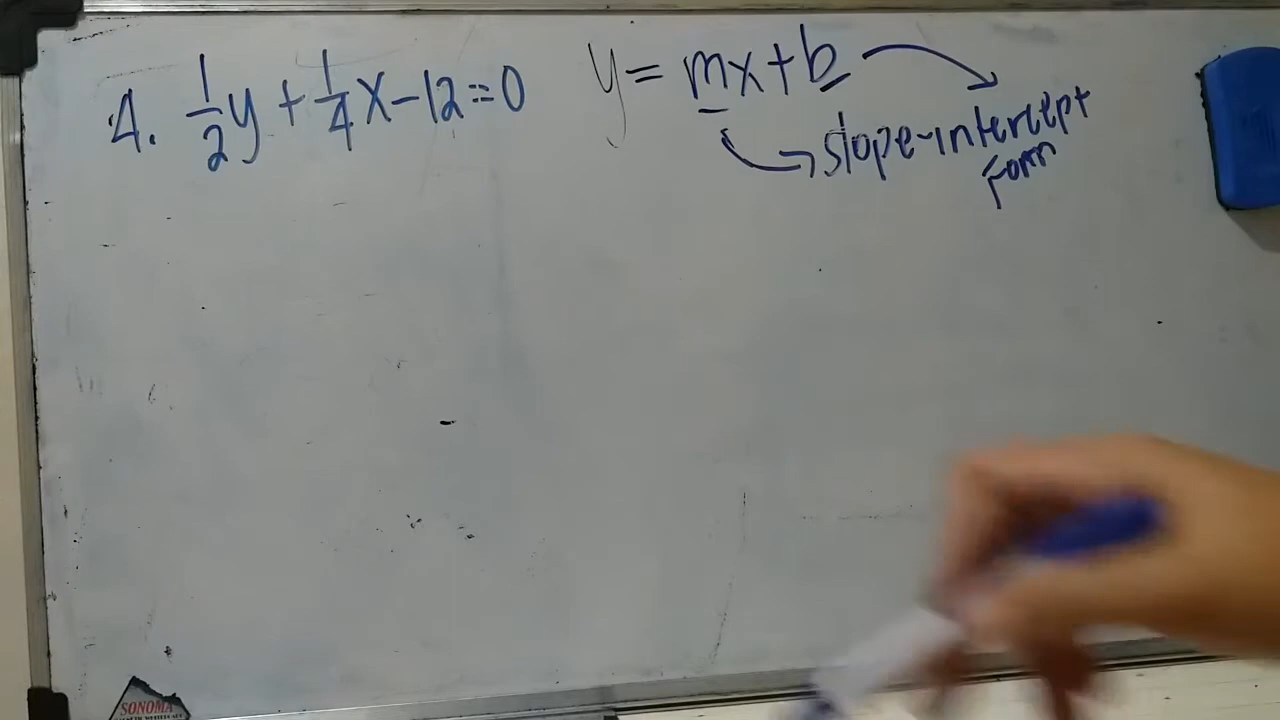 4. 1/2 y + 1/4 x - 12 = 0
y = mx + b
slope-intercept
form
SONOMA